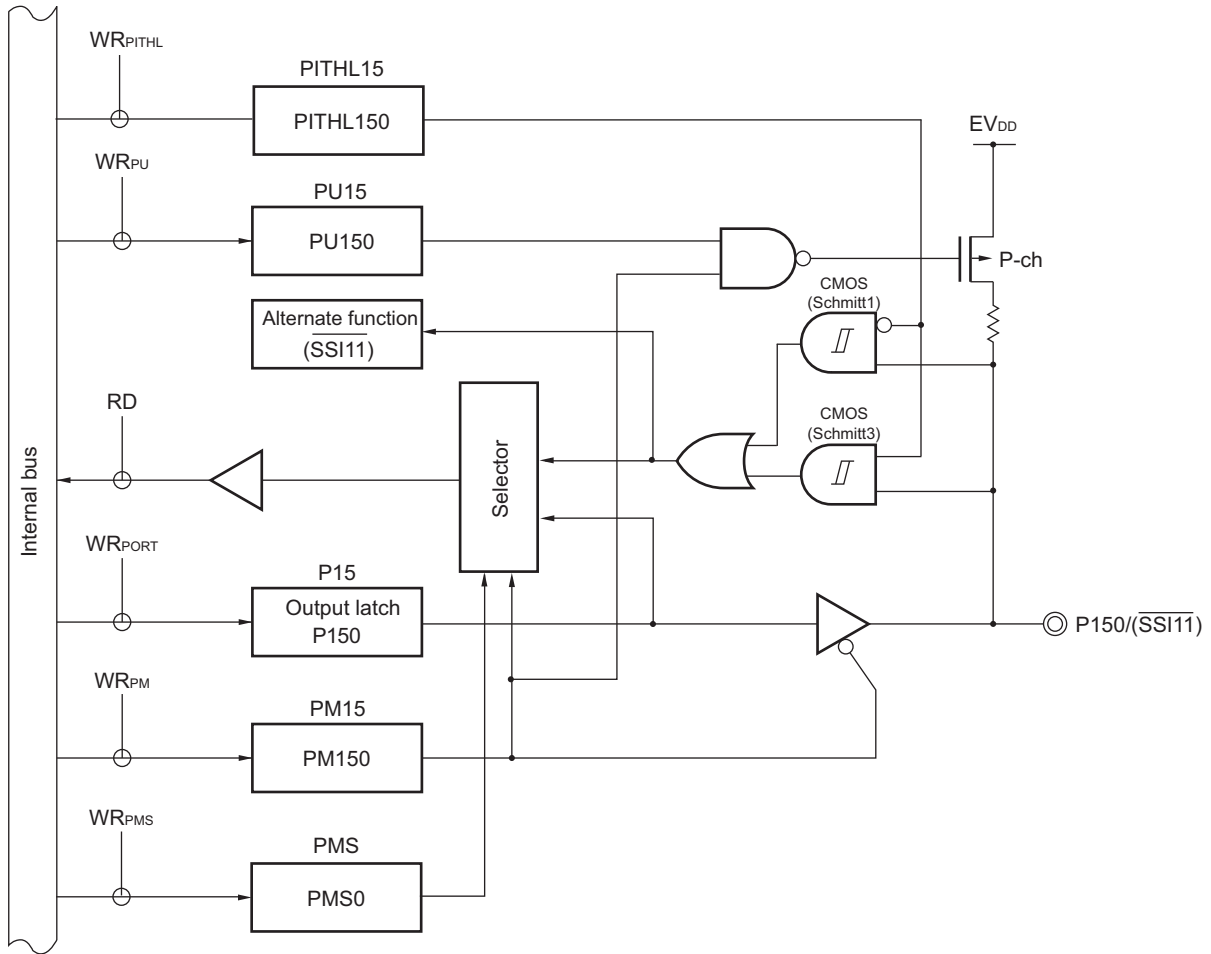 WRPITHL
PITHL15
PITHL150
EVDD
WRPU
PU15
PU150
P-ch
CMOS
(Schmitt1)
Alternate function
(SSI11)
RD
CMOS
(Schmitt3)
Selector
Internal bus
WRPORT
P15
Output latch
P150
P150/(SSI11)
WRPM
PM15
PM150
WRPMS
PMS
PMS0